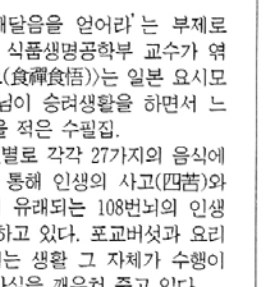 깨달음을 얻어라'는 부제로
식품생명공학부 교수가 엮
(食禪食悟)〉는 일본 요시모
님이 승려생활을 하면서 느
을 적은 수필집.
별로 각각 27가지의 음식에
통해 인생의 사고(四苦)와
유래되는 108번뇌의 인생
하고 있다. 포교버섯과 요리
는 생활 그 자체가 수행이
깨우쳐 주고 있다